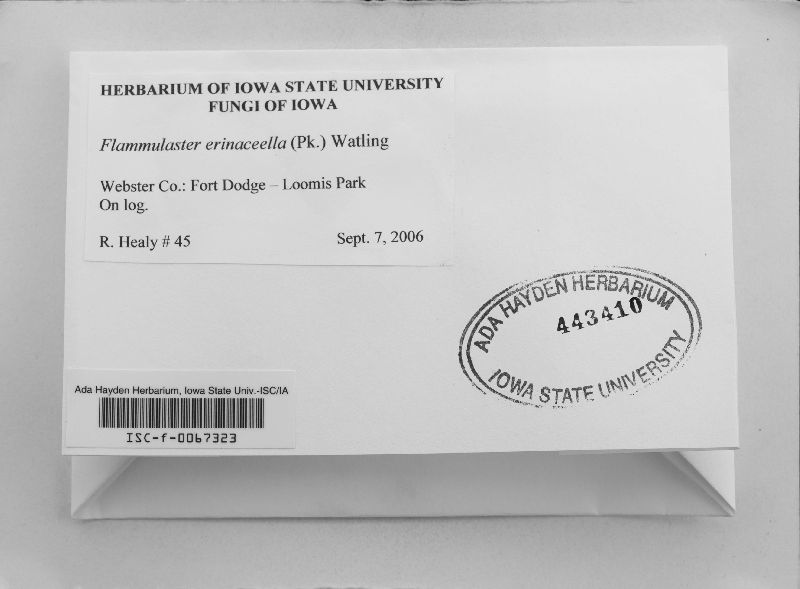 HERBARIUM OF IOWA STATE UNIVERSITY
FUNGI OF IOWA
Flammulaster erinaceella (Pk.) Watling
Webster Co.: Fort Dodge – Loomis Park
On log.
R. Healy # 45 Sept. 7, 2006
ADA HAYDEN HERBARIUM
443410
IOWA STATE UNIVERSITY
Ada Hayden Herbarium, Iowa State Univ.-ISC/IA
ISC-f-0067323